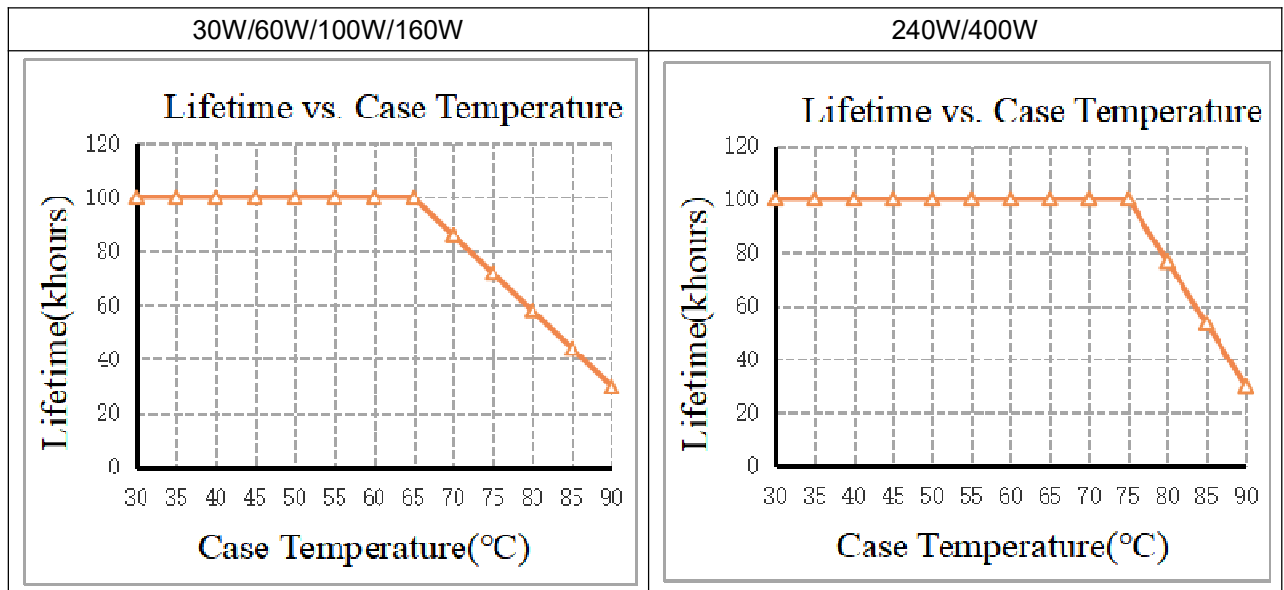 30W/60W/100W/160W
240W/400W
Lifetime vs. Case Temperature
120
100
80
60
40
20
0
Lifetime(khours)
30 35 40 45 50 55 60 65 70 75 80 85 90
Case Temperature(°C)
Lifetime vs. Case Temperature
120
100
80
60
40
20
0
Lifetime(khours)
30 35 40 45 50 55 60 65 70 75 80 85 90
Case Temperature(°C)